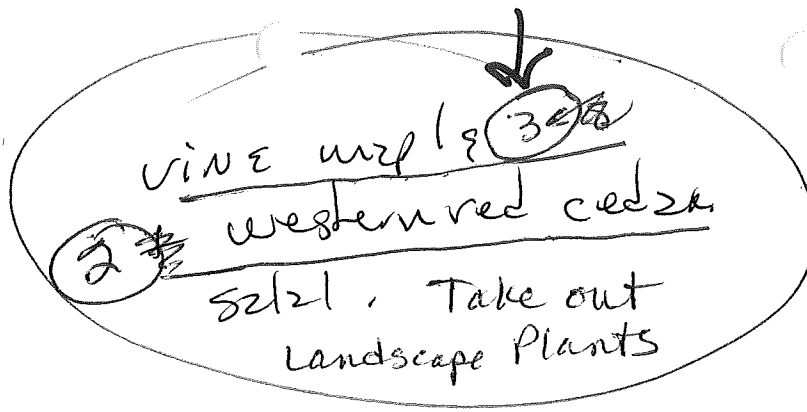 vine maple 3
2 western red cedar
salal. Take out
Landscape Plants